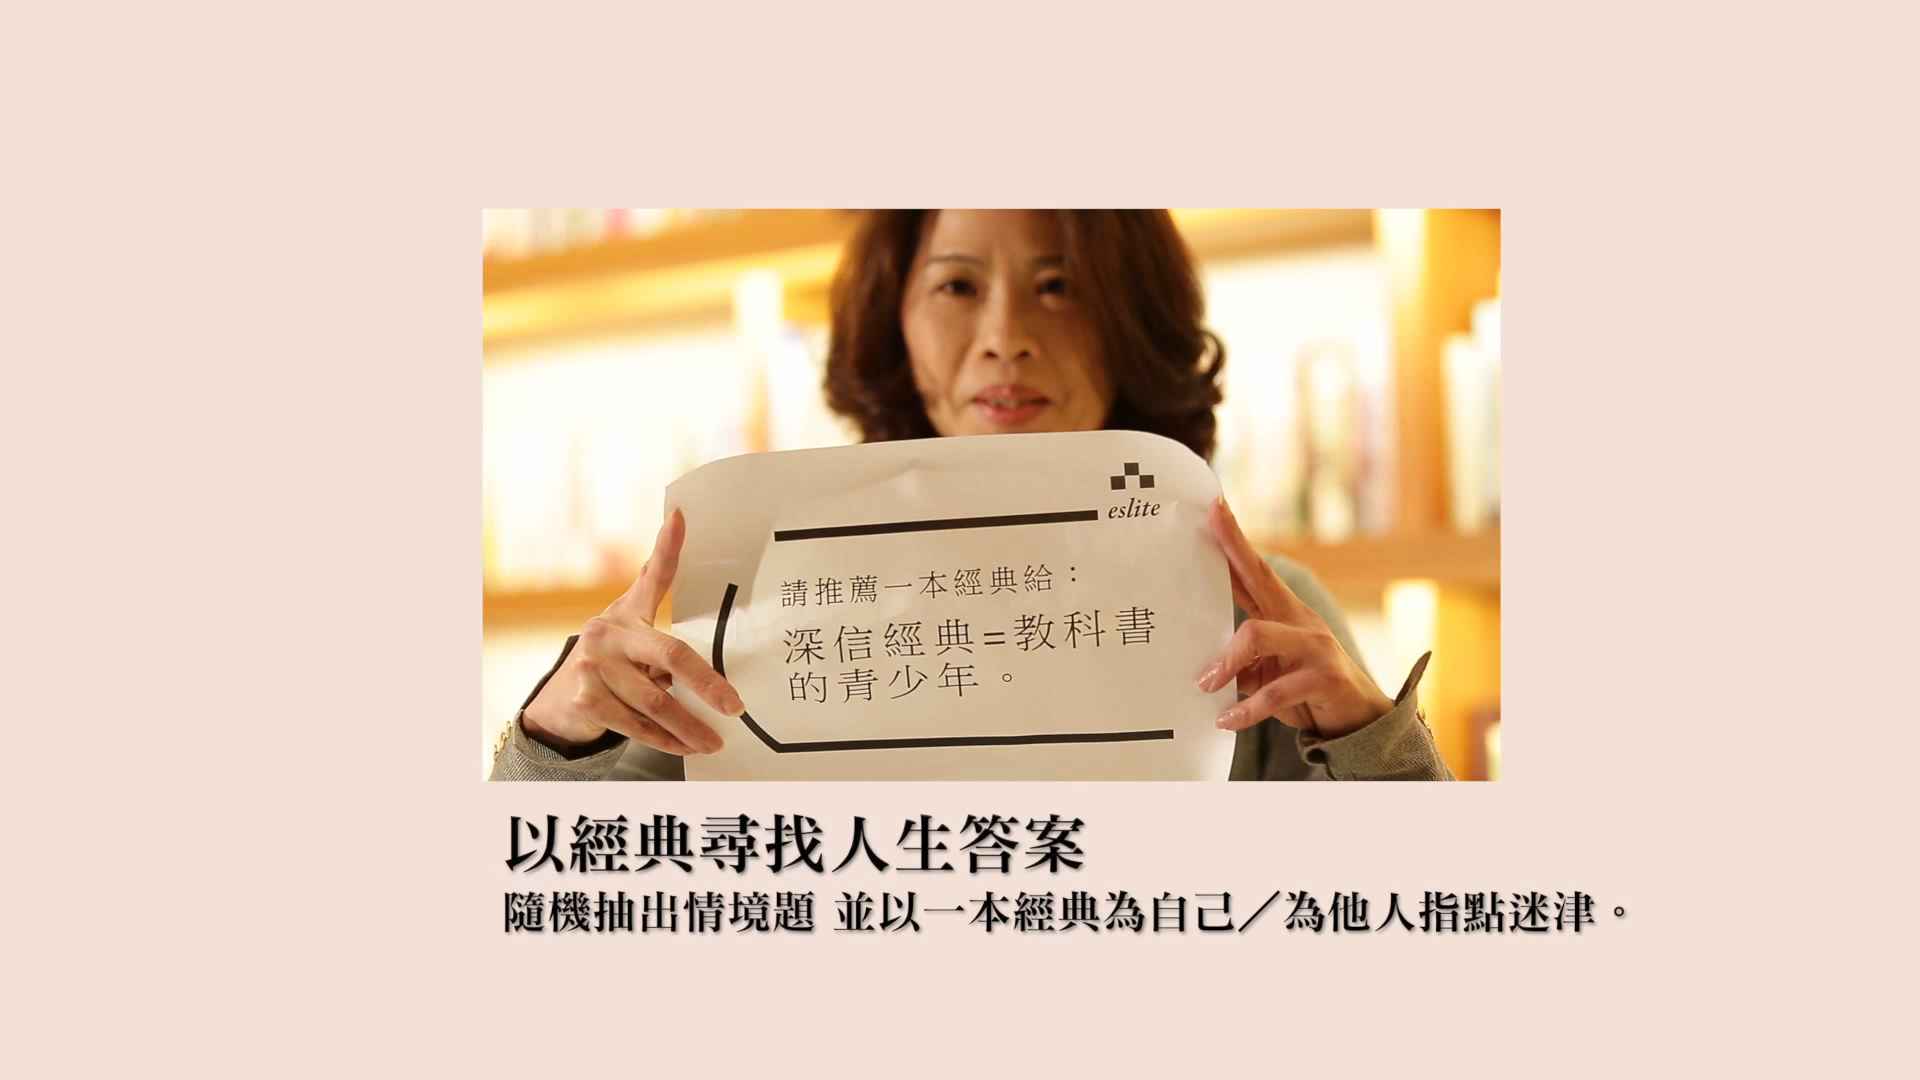 eslite
請推薦一本經典給：
深信經典=教科書
的青少年。
以經典尋找人生答案
隨機抽出情境題 並以一本經典為自己／為他人指點迷津。